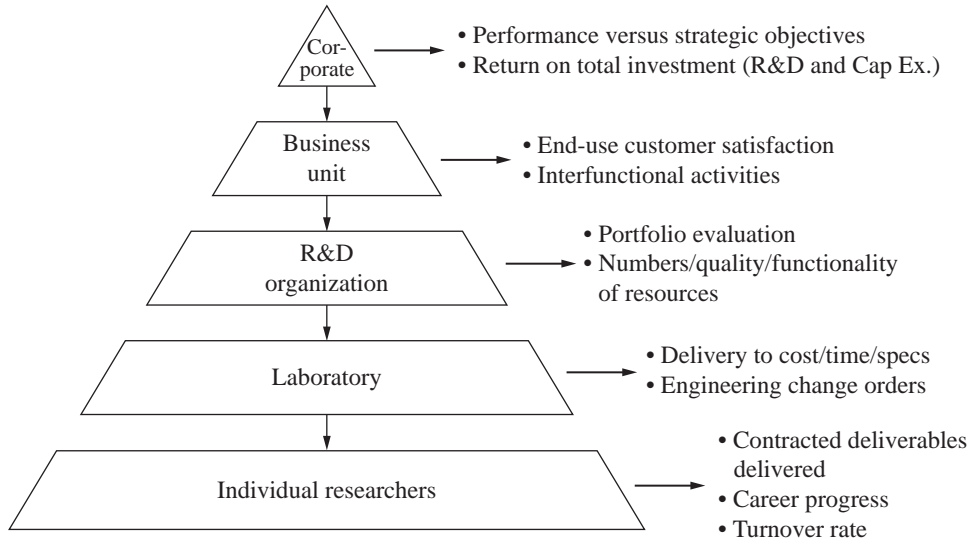 Cor-
porate
• Performance versus strategic objectives
• Return on total investment (R&D and Cap Ex.)
Business
unit
• End-use customer satisfaction
• Interfunctional activities
R&D
organization
• Portfolio evaluation
• Numbers/quality/functionality
of resources
Laboratory
• Delivery to cost/time/specs
• Engineering change orders
Individual researchers
• Contracted deliverables
delivered
• Career progress
• Turnover rate